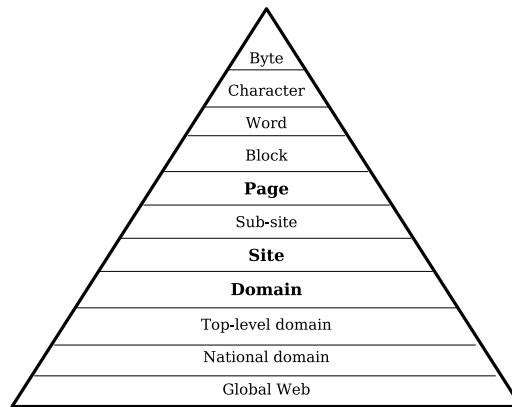 Byte
Character
Word
Block
Page
Sub-site
Site
Domain
Top-level domain
National domain
Global Web